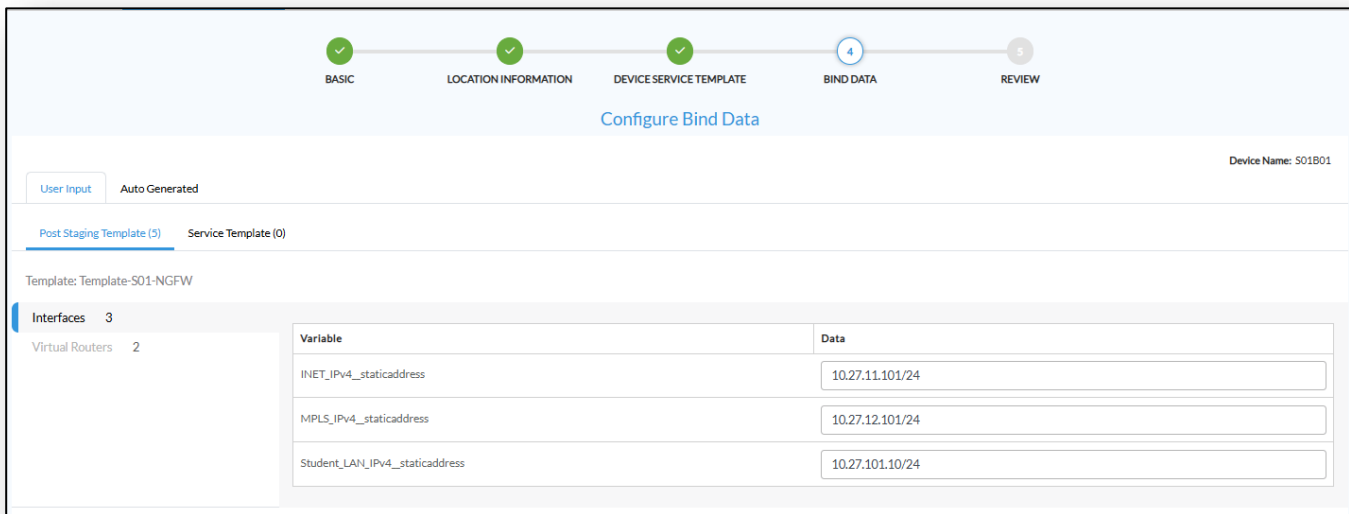 4
5
BASIC
LOCATION INFORMATION
DEVICE SERVICE TEMPLATE
BIND DATA
REVIEW
Configure Bind Data
Device Name: S01B01
User Input
Auto Generated
Post Staging Template (5)
Service Template (0)
Template: Template-S01-NGFW
Interfaces 3
Virtual Routers 2
Variable Data
INET_IPv4__staticaddress 10.27.11.101/24
MPLS_IPv4__staticaddress 10.27.12.101/24
Student_LAN_IPv4__staticaddress 10.27.101.10/24